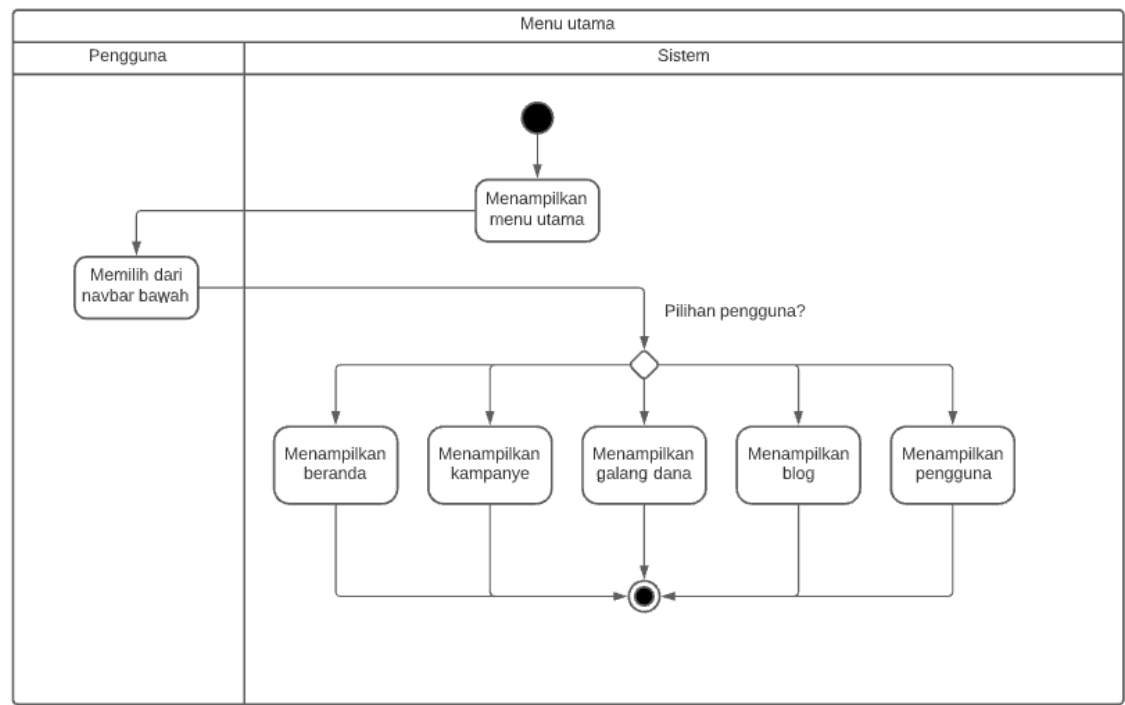 Menu utama
Pengguna
Sistem
Menampilkan
menu utama
Memilih dari
navbar bawah
Pilihan pengguna?
Menampilkan
beranda
Menampilkan
kampanye
Menampilkan
galang dana
Menampilkan
blog
Menampilkan
pengguna